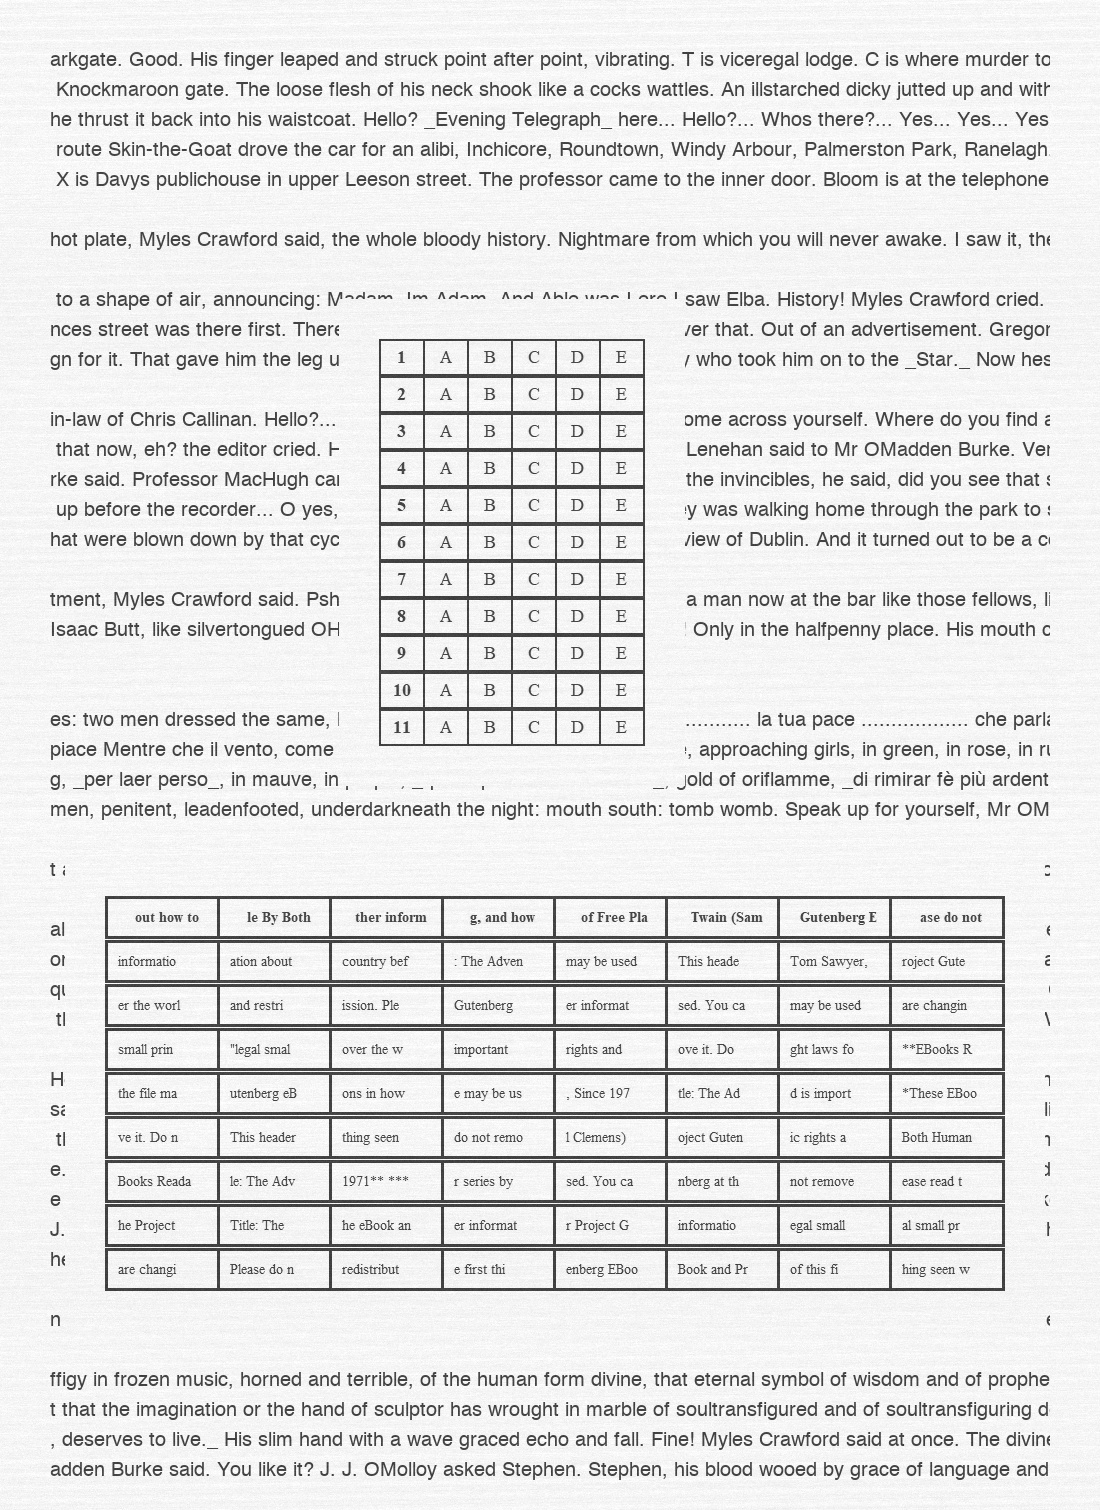 arkgate. Good. His finger leaped and struck point after point, vibrating. T is viceregal lodge. C is where murder to
Knockmaroon gate. The loose flesh of his neck shook like a cocks wattles. An illstarched dicky jutted up and with
he thrust it back into his waistcoat. Hello? _Evening Telegraph_ here... Hello?... Whos there?... Yes... Yes... Yes
route Skin-the-Goat drove the car for an alibi, Inchicore, Roundtown, Windy Arbour, Palmerston Park, Ranelagh.
X is Davys publichouse in upper Leeson street. The professor came to the inner door. Bloom is at the telephone
hot plate, Myles Crawford said, the whole bloody history. Nightmare from which you will never awake. I saw it, the
to a shape of air, announcing: Madam, Im Adam. And Able was I ere I saw Elba. History! Myles Crawford cried.
nces street was there first. There ver that. Out of an advertisement. Gregor
gn for it. That gave him the leg u who took him on to the _Star._ Now hes
in-law of Chris Callinan. Hello?... ome across yourself. Where do you find a
that now, eh? the editor cried. H Lenehan said to Mr OMadden Burke. Ver
rke said. Professor MacHugh car the invincibles, he said, did you see that s
up before the recorder... O yes, ey was walking home through the park to s
hat were blown down by that cyc view of Dublin. And it turned out to be a c
tment, Myles Crawford said. Psh a man now at the bar like those fellows, li
Isaac Butt, like silvertongued OH Only in the halfpenny place. His mouth c
es: two men dressed the same, ........... la tua pace .................. che parla
piace Mentre che il vento, come , approaching girls, in green, in rose, in ru
g, _per laer perso_, in mauve, in gold of oriflamme, _di rimirar fè più ardent
men, penitent, leadenfooted, underdarkneath the night: mouth south: tomb womb. Speak up for yourself, Mr OM
1 A B C D E
2 A B C D E
3 A B C D E
4 A B C D E
5 A B C D E
6 A B C D E
7 A B C D E
8 A B C D E
9 A B C D E
10 A B C D E
11 A B C D E
t
al
or
qu
th
H
sa
th
e.
e
J.
he
n
out how to le By Both ther inform g, and how of Free Pla Twain (Sam Gutenberg E ase do not
informatio ation about country bef : The Adven may be used This heade Tom Sawyer, roject Gute
er the worl and restri ission. Ple Gutenberg er informat sed. You ca may be used are changin
small prin "legal smal over the w important rights and ove it. Do ght laws fo **EBooks R
the file ma utenberg eB ons in how e may be us , Since 197 tle: The Ad d is import *These EBoo
ve it. Do n This header thing seen do not remo l Clemens) oject Guten ic rights a Both Human
Books Reada le: The Adv 1971** *** r series by sed. You ca nberg at th not remove ease read t
he Project Title: The he eBook an er informat r Project G informatio egal small al small pr
are changi Please do n redistribut e first thi enberg EBoo Book and Pr of this fi hing seen w
ffigy in frozen music, horned and terrible, of the human form divine, that eternal symbol of wisdom and of prophe
t that the imagination or the hand of sculptor has wrought in marble of soultransfigured and of soultransfiguring d
, deserves to live._ His slim hand with a wave graced echo and fall. Fine! Myles Crawford said at once. The divine
adden Burke said. You like it? J. J. OMolloy asked Stephen. Stephen, his blood wooed by grace of language and